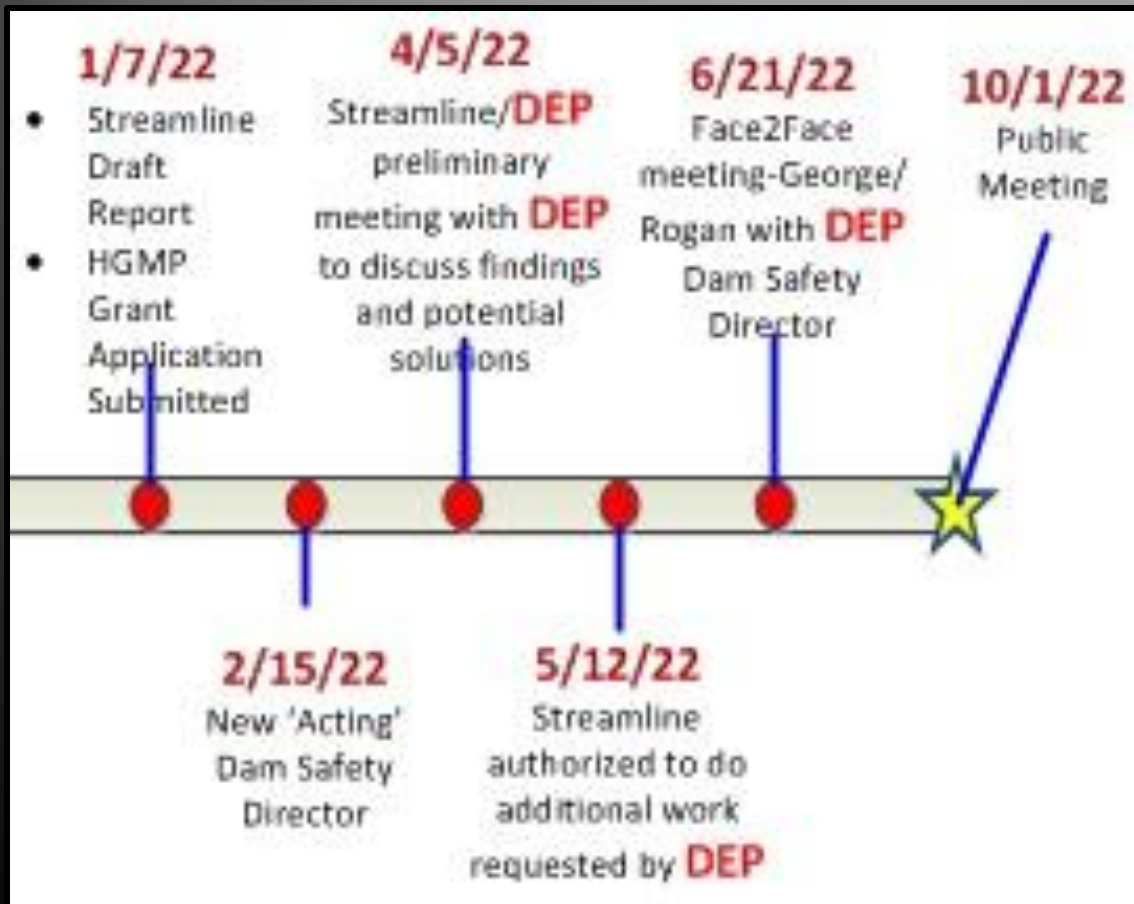 1/7/22
• Streamline
Draft
Report
• HGMP
Grant
Application
Submitted
4/5/22
Streamline/DEP
preliminary
meeting with DEP
to discuss findings
and potential
solutions
6/21/22
Face2Face
meeting-George/
Rogan with DEP
Dam Safety
Director
10/1/22
Public
Meeting
2/15/22
New 'Acting'
Dam Safety
Director
5/12/22
Streamline
authorized to do
additional work
requested by DEP